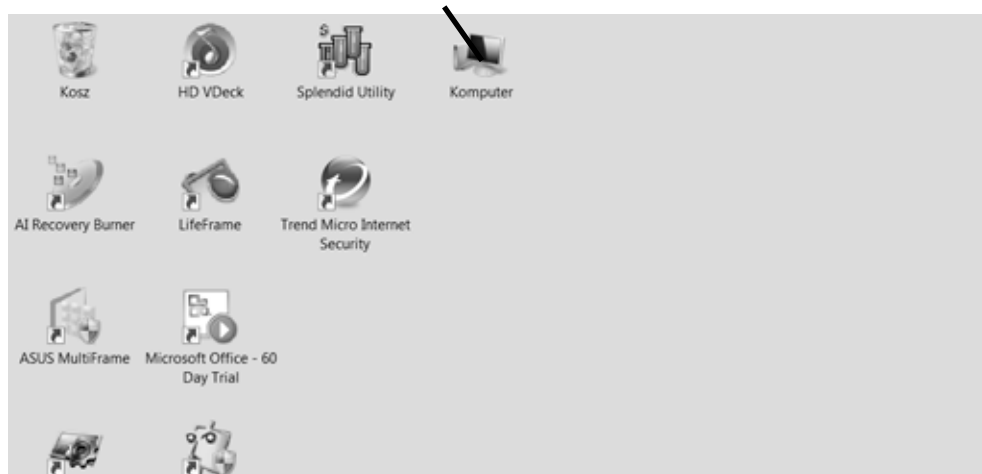 Kosz
HD VDeck
Splendid Utility
Komputer
AI Recovery Burner
LifeFrame
Trend Micro Internet
Security
ASUS MultiFrame
Microsoft Office - 60
Day Trial